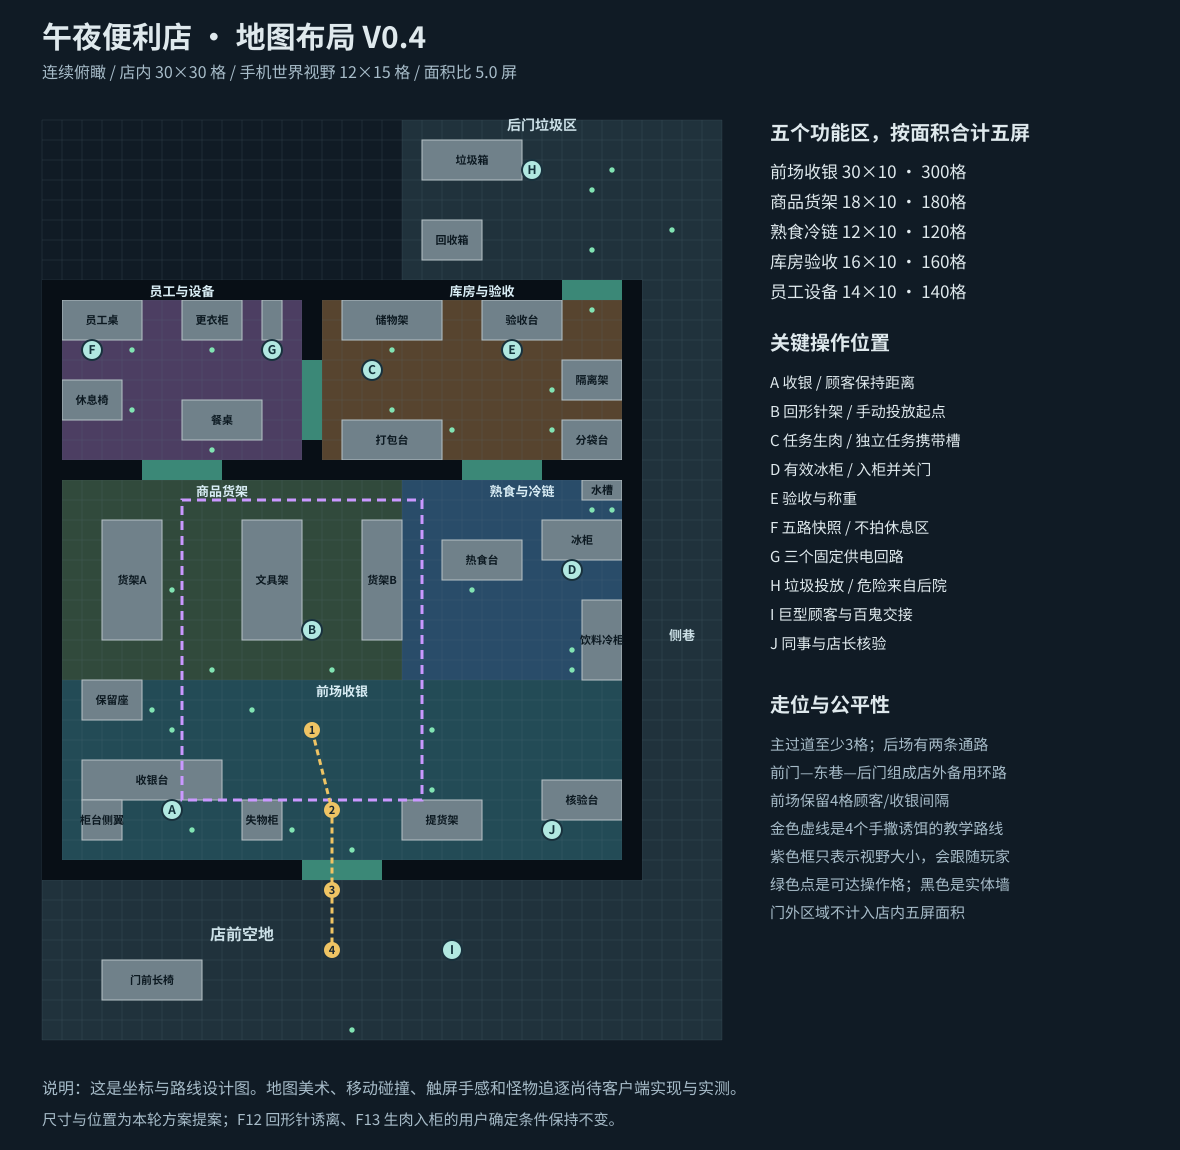 午夜便利店 · 地图布局 V0.4
连续俯瞰 / 店内 30×30 格 / 手机世界视野 12×15 格 / 面积比 5.0 屏
后门垃圾区
垃圾箱
H
回收箱
员工与设备
库房与验收
员工桌
更衣柜
储物架
验收台
F
G
C
E
休息椅
餐桌
隔离架
打包台
分袋台
商品货架
熟食与冷链
水槽
货架A
文具架
货架B
热食台
冰柜
D
B
饮料冷柜
侧巷
前场收银
保留座
1
收银台
柜台侧翼
A
失物柜
2
提货架
核验台
J
3
店前空地
4
I
门前长椅
五个功能区，按面积合计五屏
前场收银 30×10 · 300格
商品货架 18×10 · 180格
熟食冷链 12×10 · 120格
库房验收 16×10 · 160格
员工设备 14×10 · 140格
关键操作位置
A 收银 / 顾客保持距离
B 回形针架 / 手动投放起点
C 任务生肉 / 独立任务携带槽
D 有效冰柜 / 入柜并关门
E 验收与称重
F 五路快照 / 不拍休息区
G 三个固定供电回路
H 垃圾投放 / 危险来自后院
I 巨型顾客与百鬼交接
J 同事与店长核验
走位与公平性
主过道至少3格；后场有两条通路
前门—东巷—后门组成店外备用环路
前场保留4格顾客/收银间隔
金色虚线是4个手撒诱饵的教学路线
紫色框只表示视野大小，会跟随玩家
绿色点是可达操作格；黑色是实体墙
门外区域不计入店内五屏面积
说明：这是坐标与路线设计图。地图美术、移动碰撞、触屏手感和怪物追逐尚待客户端实现与实测。
尺寸与位置为本轮方案提案；F12 回形针诱离、F13 生肉入柜的用户确定条件保持不变。